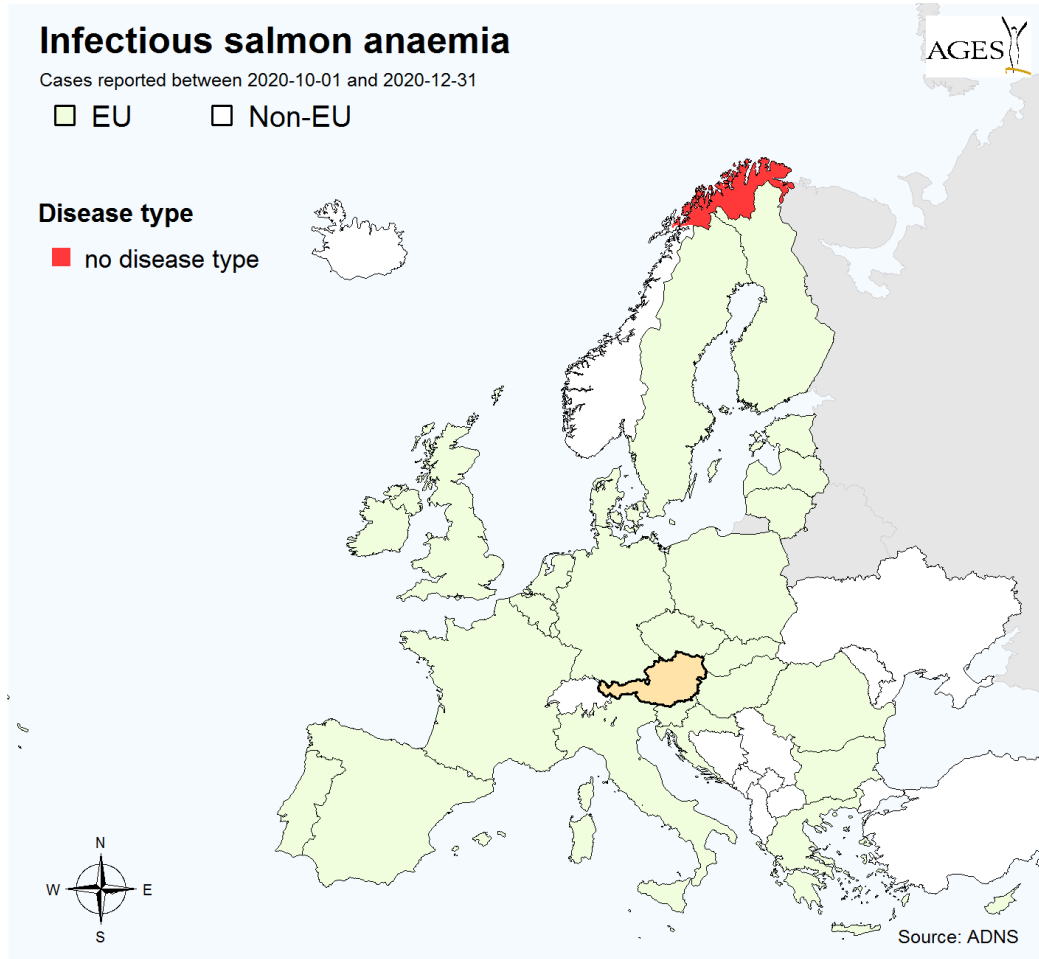 Infectious salmon anaemia
AGES
Cases reported between 2020-10-01 and 2020-12-31
EU Non-EU
Disease type
no disease type
N
W E
S
Source: ADNS